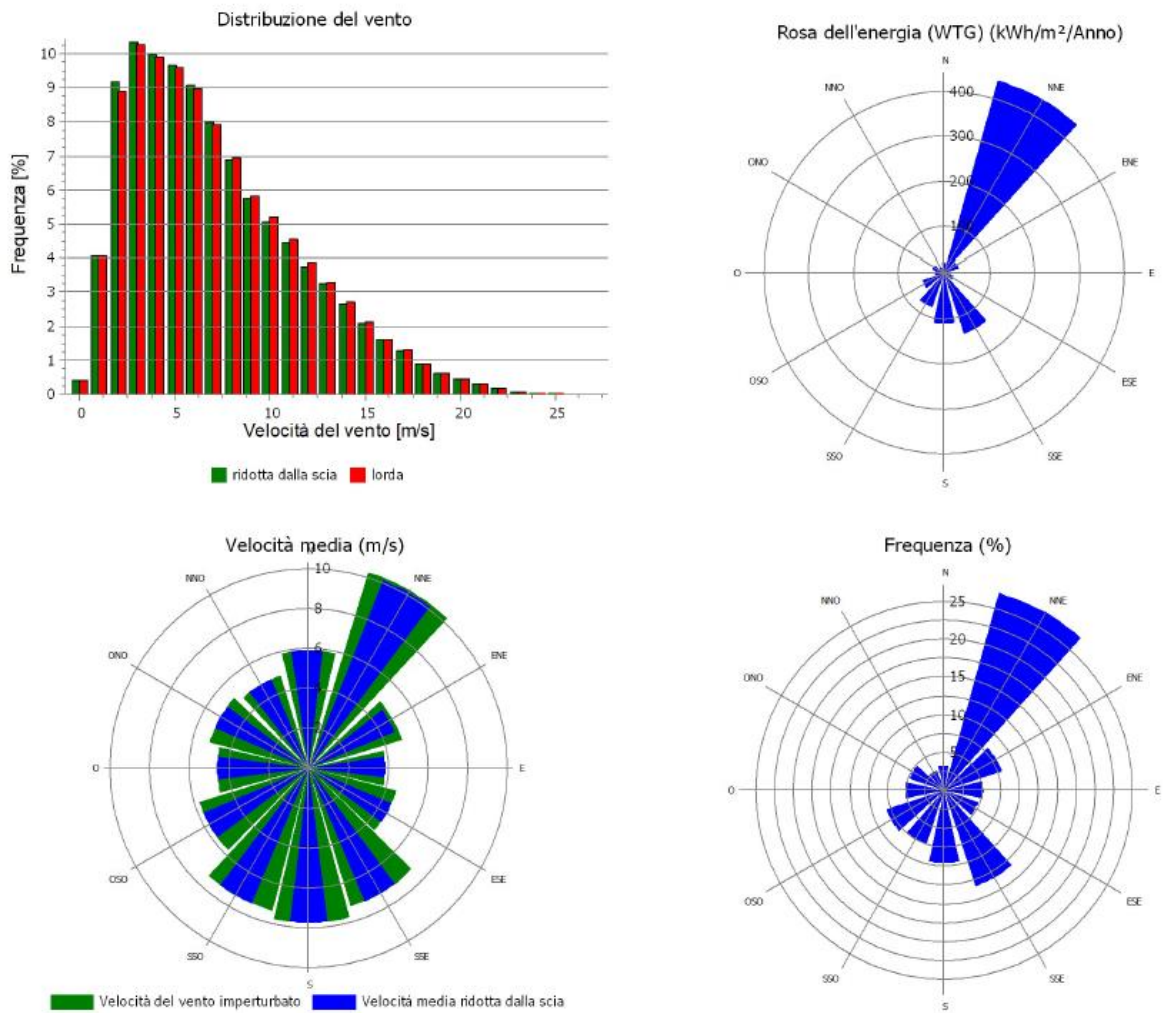 Distribuzione del vento
Frequenza [%]
10
9
8
7
6
5
4
3
2
1
0
0 5 10 15 20 25
Velocità del vento [m/s]
ridotta dalla scia lorda
Rosa dell'energia (WTG) (kWh/m²/Anno)
N
NNO NNE
400
300
ONO ENE
200
O E
OSO ESE
SSO SSE
S
Velocità media (m/s)
10
NNO NNE
8
6
ONO ENE
O E
OSO ESE
SSO SSE
S
Velocità del vento imperturbato Velocità media ridotta dalla scia
Frequenza (%)
N
NNO NNE
25
20
ONO ENE
15
10
5
O E
OSO ESE
SSO SSE
S